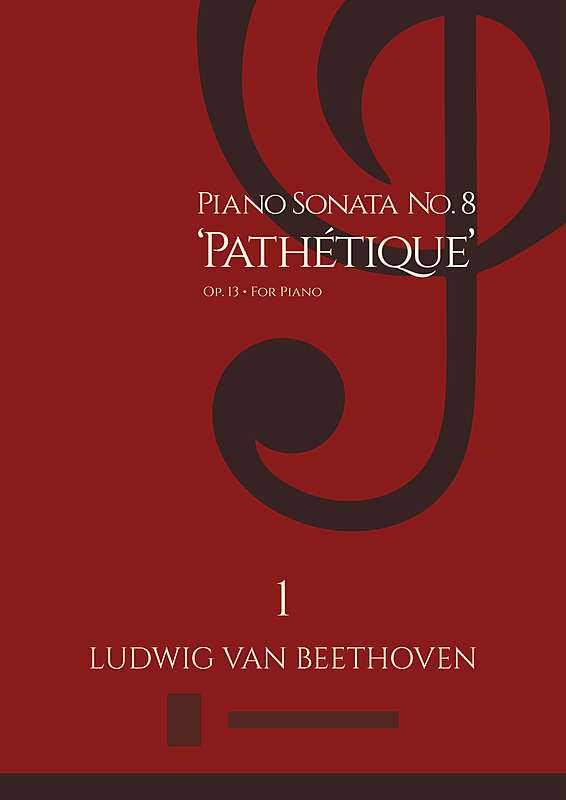 Piano Sonata No. 8
‘Pathétique’
Op. 13 • For Piano
1
LUDWIG VAN BEETHOVEN